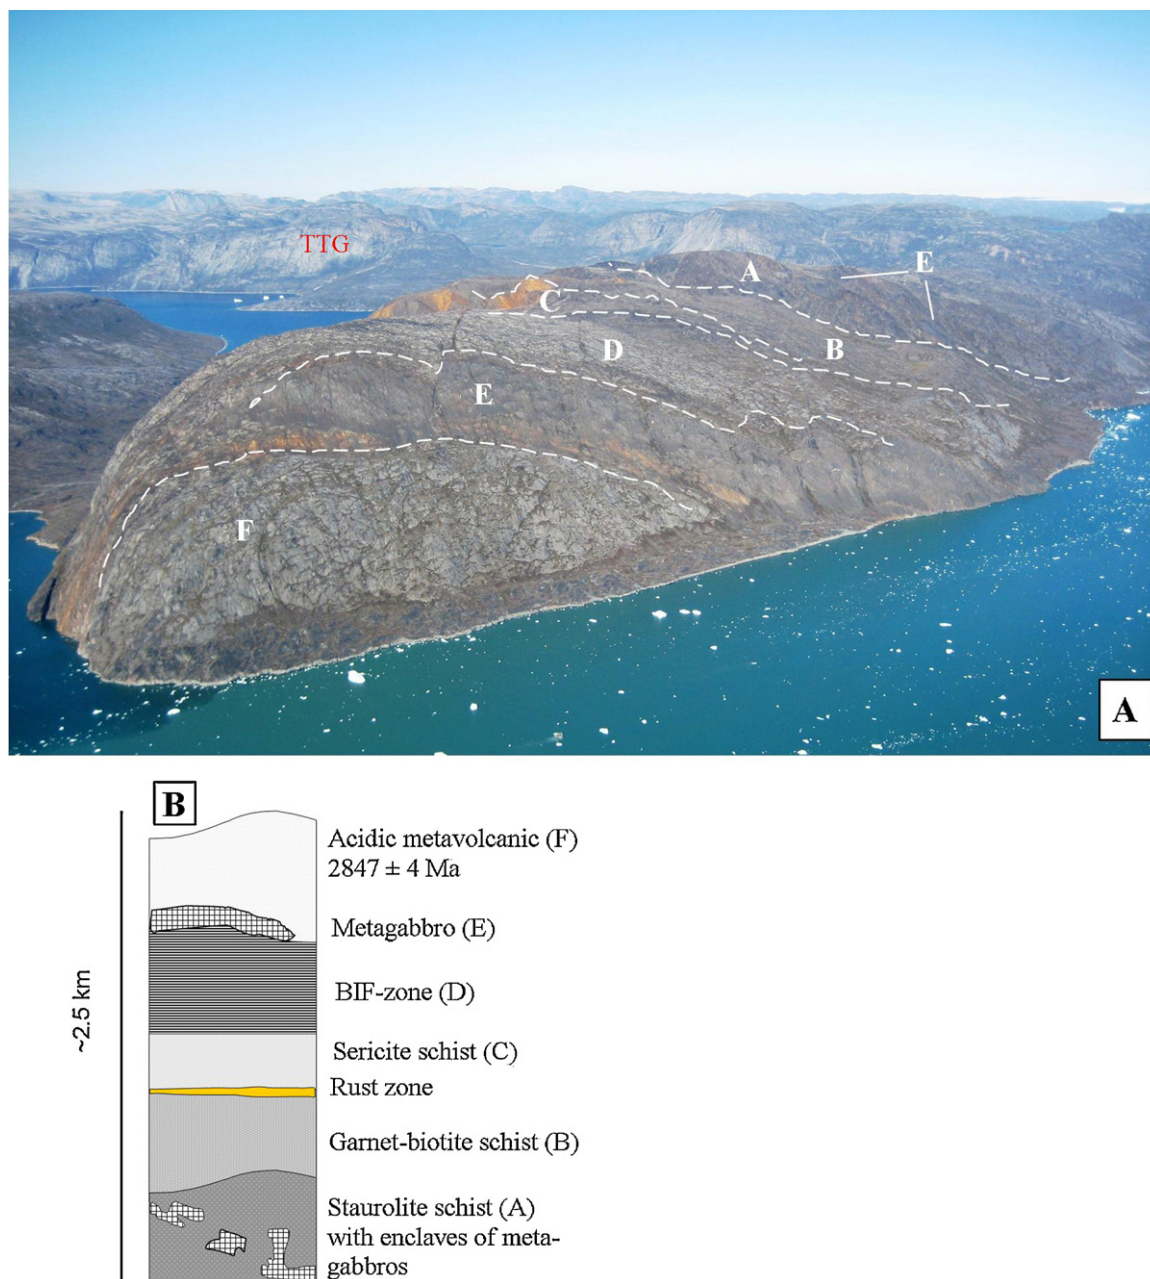 TTG
A
E
C
B
D
E
F
A
B
Acidic metavolcanic (F)
2847 ± 4 Ma
Metagabbro (E)
BIF-zone (D)
~2.5 km
Sericite schist (C)
Rust zone
Garnet-biotite schist (B)
Staurolite schist (A)
with enclaves of meta-
gabbros